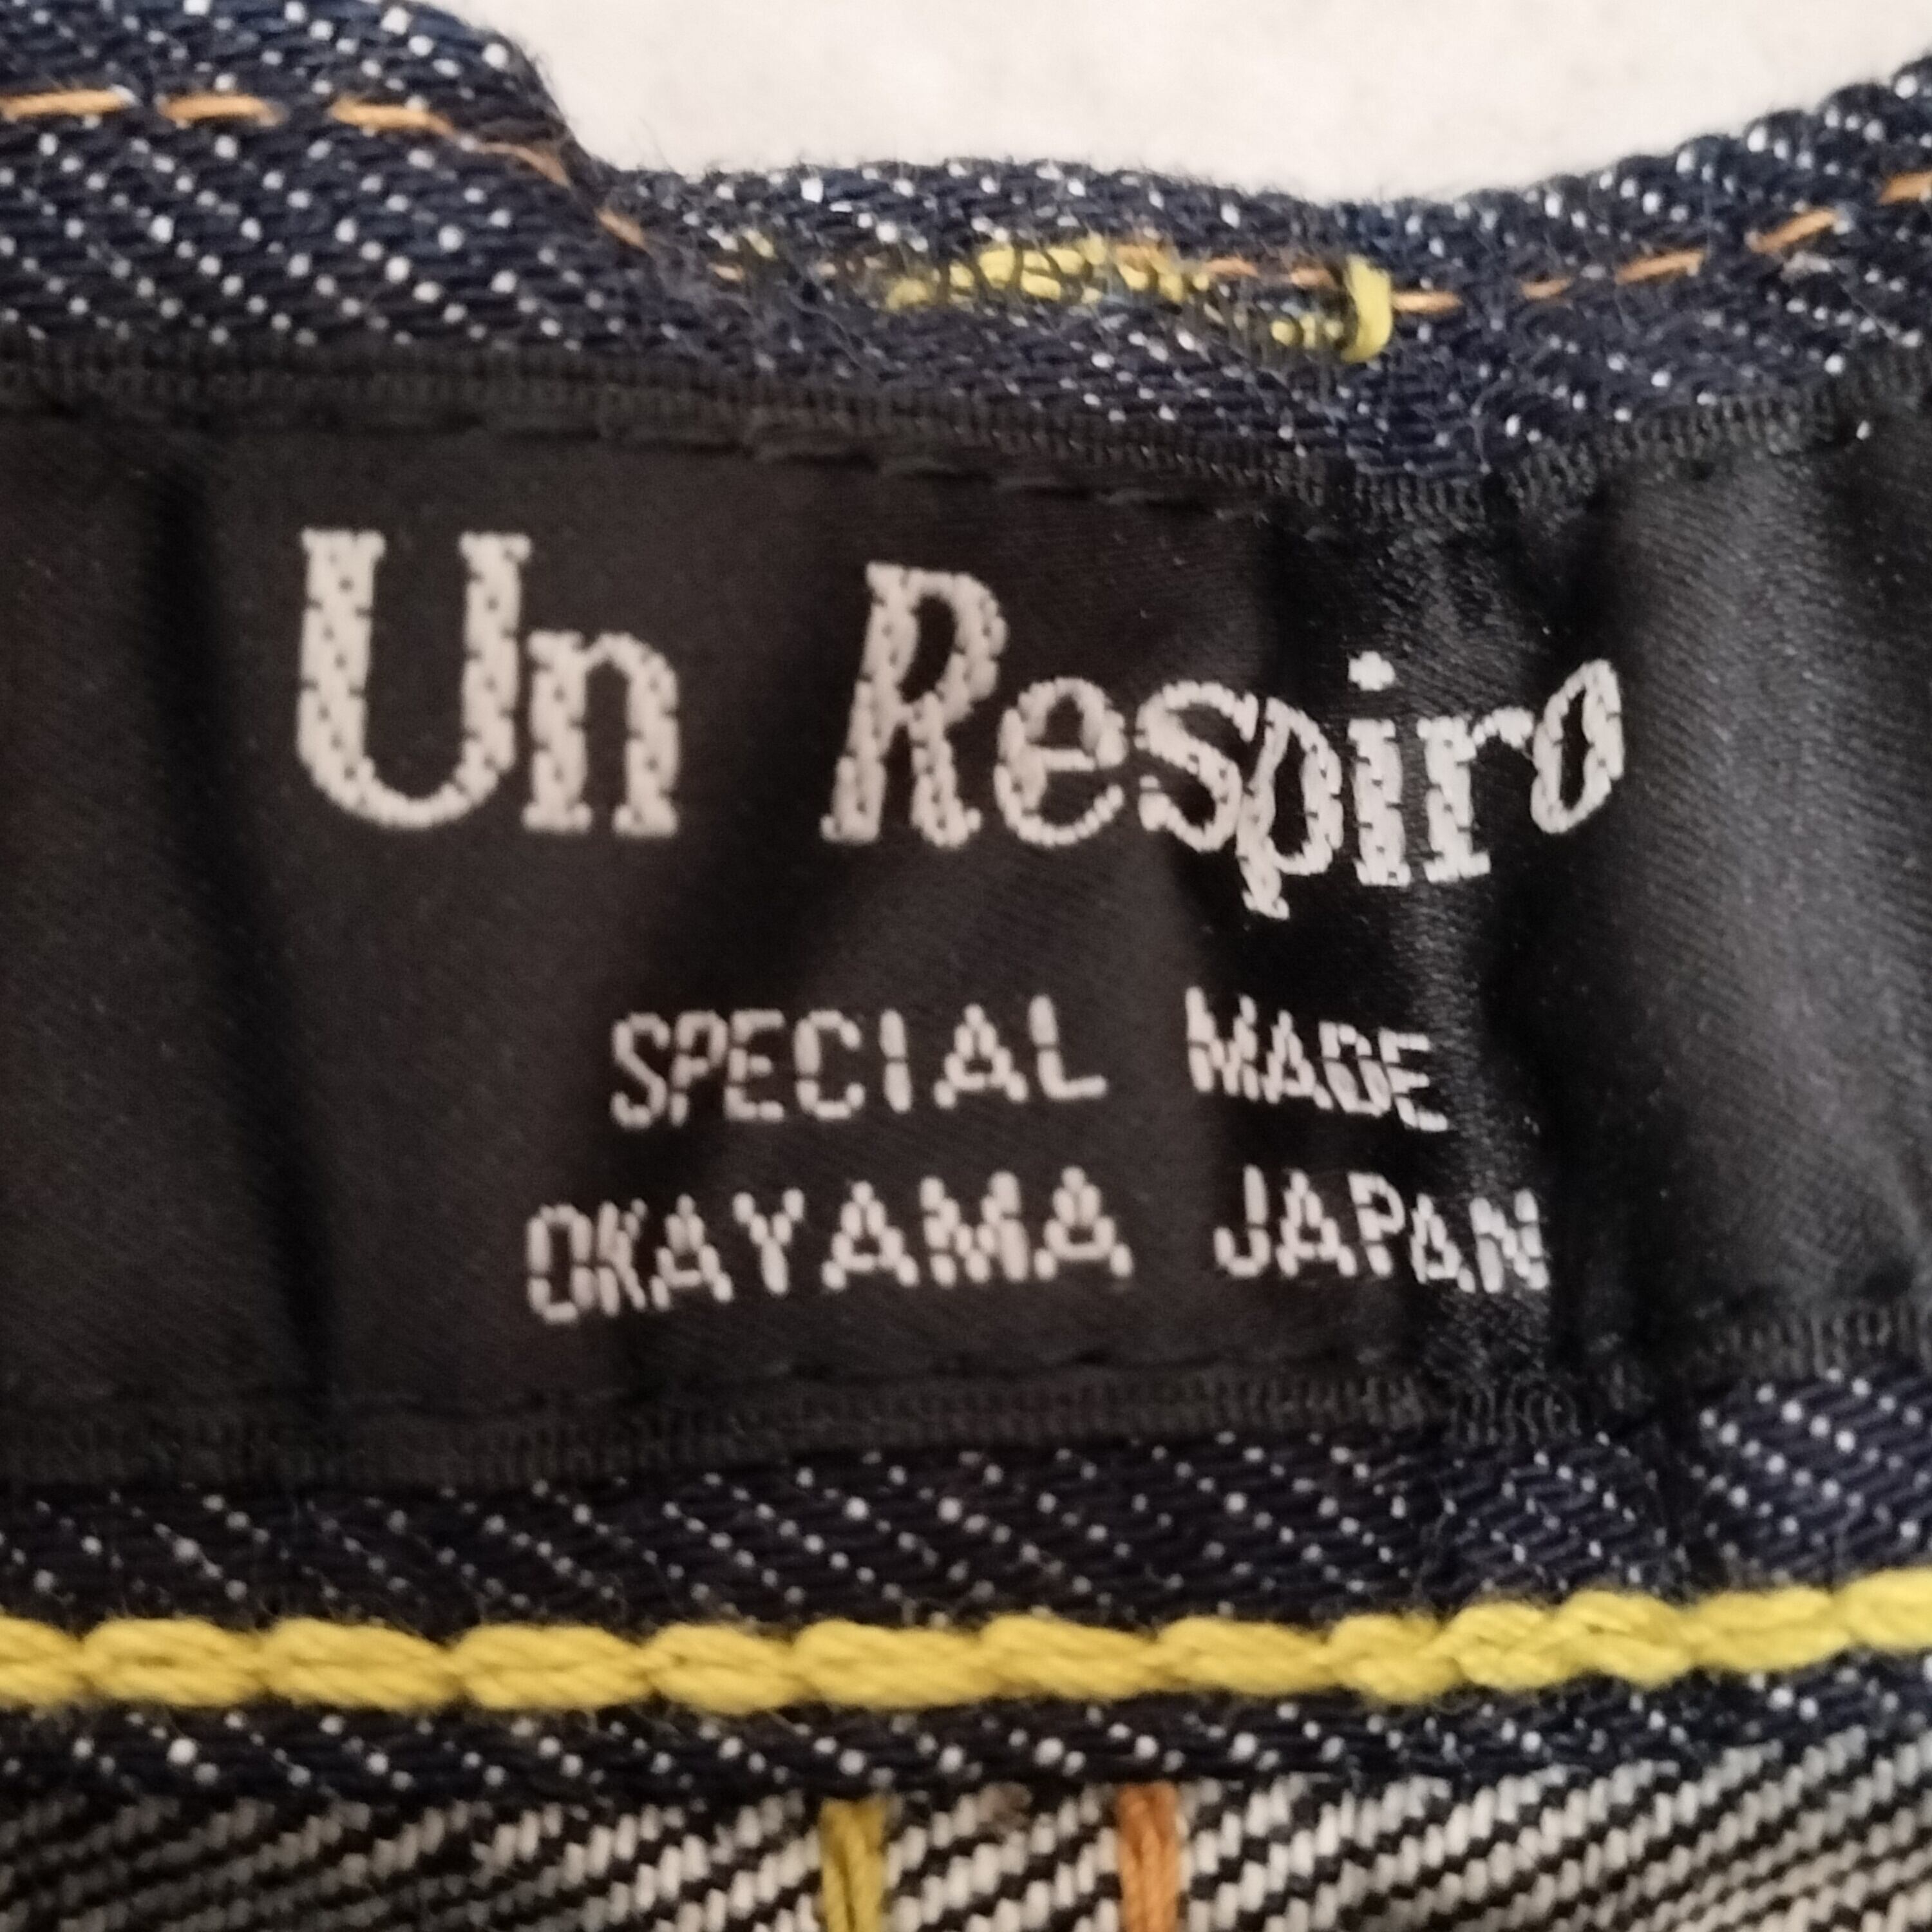 Un Respiro
SPECIAL MADE
OKAYAMA JAPAN